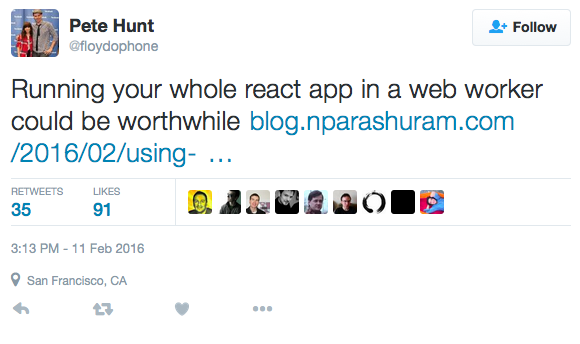 Pete Hunt
@floydophone
Follow
Running your whole react app in a web worker
could be worthwhile blog.nparashuram.com
/2016/02/using- …
RETWEETS LIKES
35 91
3:13 PM - 11 Feb 2016
San Francisco, CA